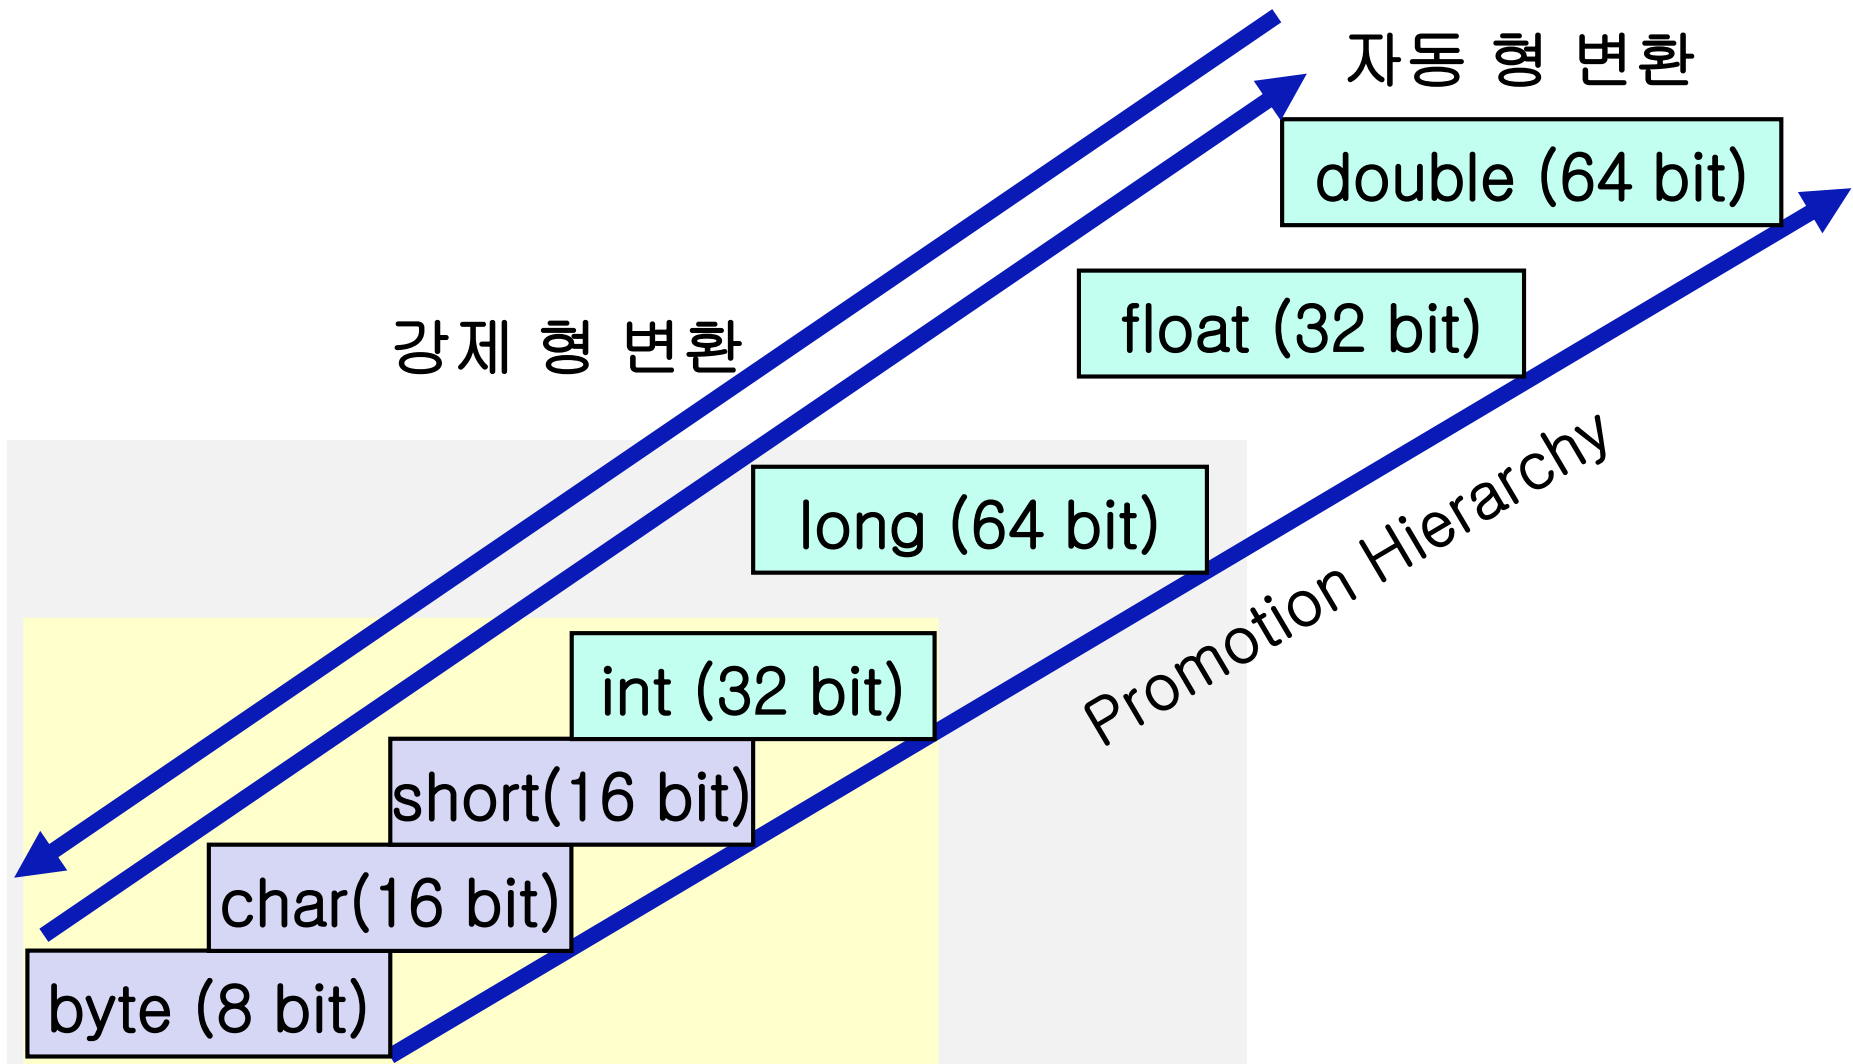 자동 형 변환
double (64 bit)
float (32 bit)
강제 형 변환
long (64 bit)
Promotion Hierarchy
int (32 bit)
short(16 bit)
char(16 bit)
byte (8 bit)